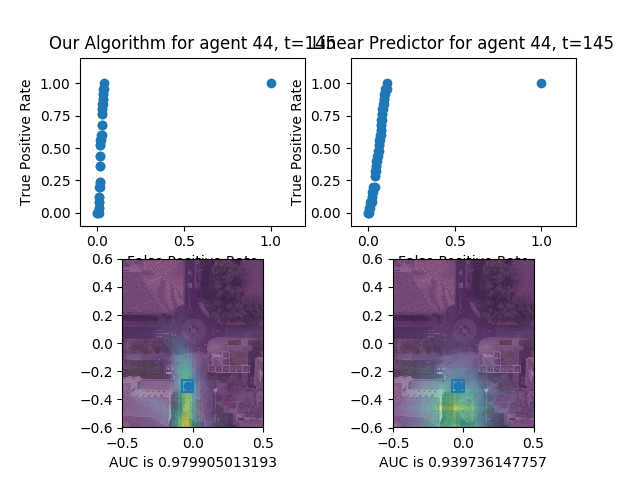 Our Algorithm for agent 44, t=145
Linear Predictor for agent 44, t=145
True Positive Rate
1.00
0.75
0.50
0.25
0.00
0.0 0.5 1.0
False Positive Rate
True Positive Rate
1.00
0.75
0.50
0.25
0.00
0.0 0.5 1.0
False Positive Rate
0.6
0.4
0.2
0.0
−0.2
−0.4
−0.6
−0.5 0.0 0.5
AUC is 0.979905013193
0.6
0.4
0.2
0.0
−0.2
−0.4
−0.6
−0.5 0.0 0.5
AUC is 0.939736147757